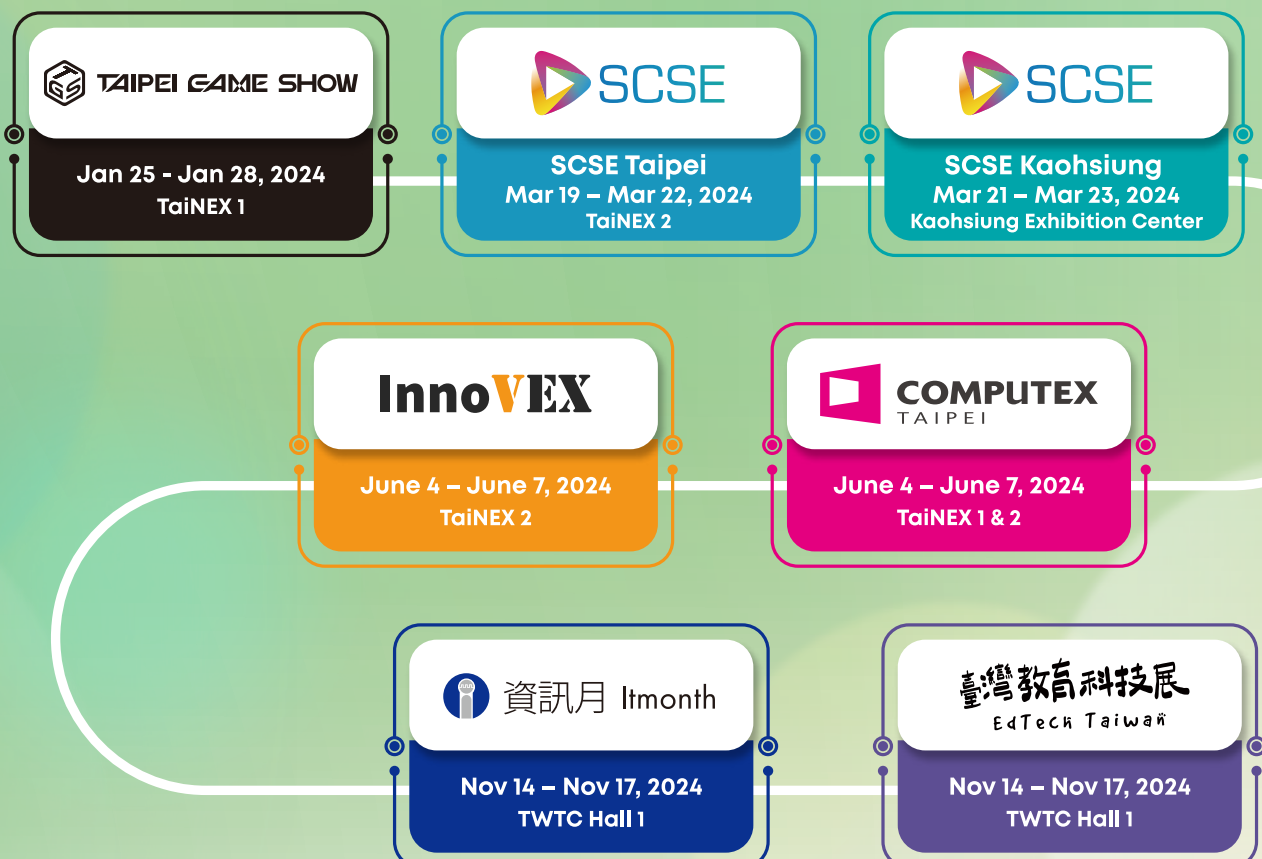 TGS TAIPEI GAME SHOW
Jan 25 - Jan 28, 2024
TaiNEX 1
SCSE
SCSE Taipei
Mar 19 – Mar 22, 2024
TaiNEX 2
SCSE
SCSE Kaohsiung
Mar 21 – Mar 23, 2024
Kaohsiung Exhibition Center
InnoVEX
June 4 – June 7, 2024
TaiNEX 2
COMPUTEX
TAIPEI
June 4 – June 7, 2024
TaiNEX 1 & 2
資訊月 Itmonth
Nov 14 – Nov 17, 2024
TWTC Hall 1
臺灣教育科技展
EdTech Taiwan
Nov 14 – Nov 17, 2024
TWTC Hall 1